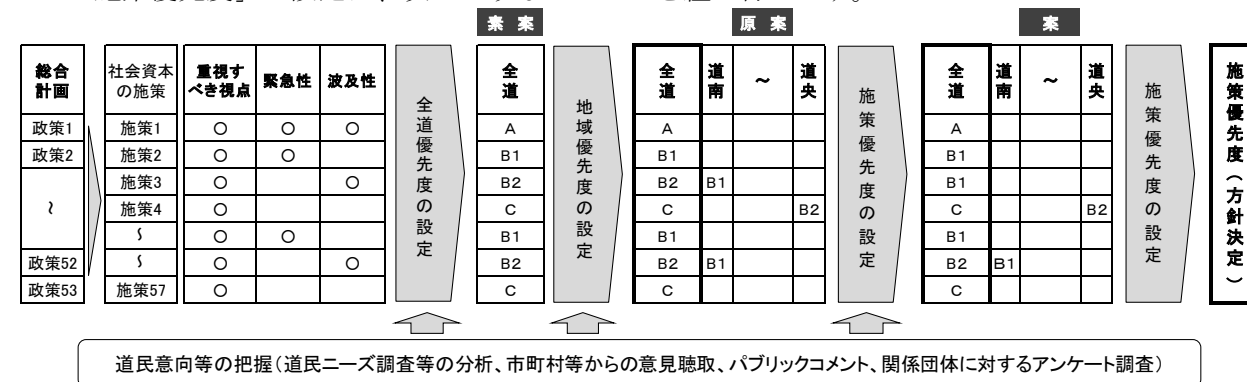 素 案
原 案
案
総合計画 社会資本の施策 重視すべき視点 緊急性 波及性 全道優先度の設定 全道 地域優先度の設定 全道 道南 ~ 道央 施策優先度の設定 全道 道南 ~ 道央 施策優先度の設定 施策優先度(方針決定)
政策1 施策1 ○ ○ ○ A A A
政策2 施策2 ○ ○ B1 B1 B1
施策3 ○ ○ B2 B2 B1 B1
~ 施策4 ○ C C B2 C B2
~ ○ ○ B1 B1 B1
政策52 ~ ○ ○ B2 B2 B1 B2 B1
政策53 施策57 ○ C C C
道民意向等の把握(道民ニーズ調査等の分析、市町村等からの意見聴取、パブリックコメント、関係団体に対するアンケート調査)